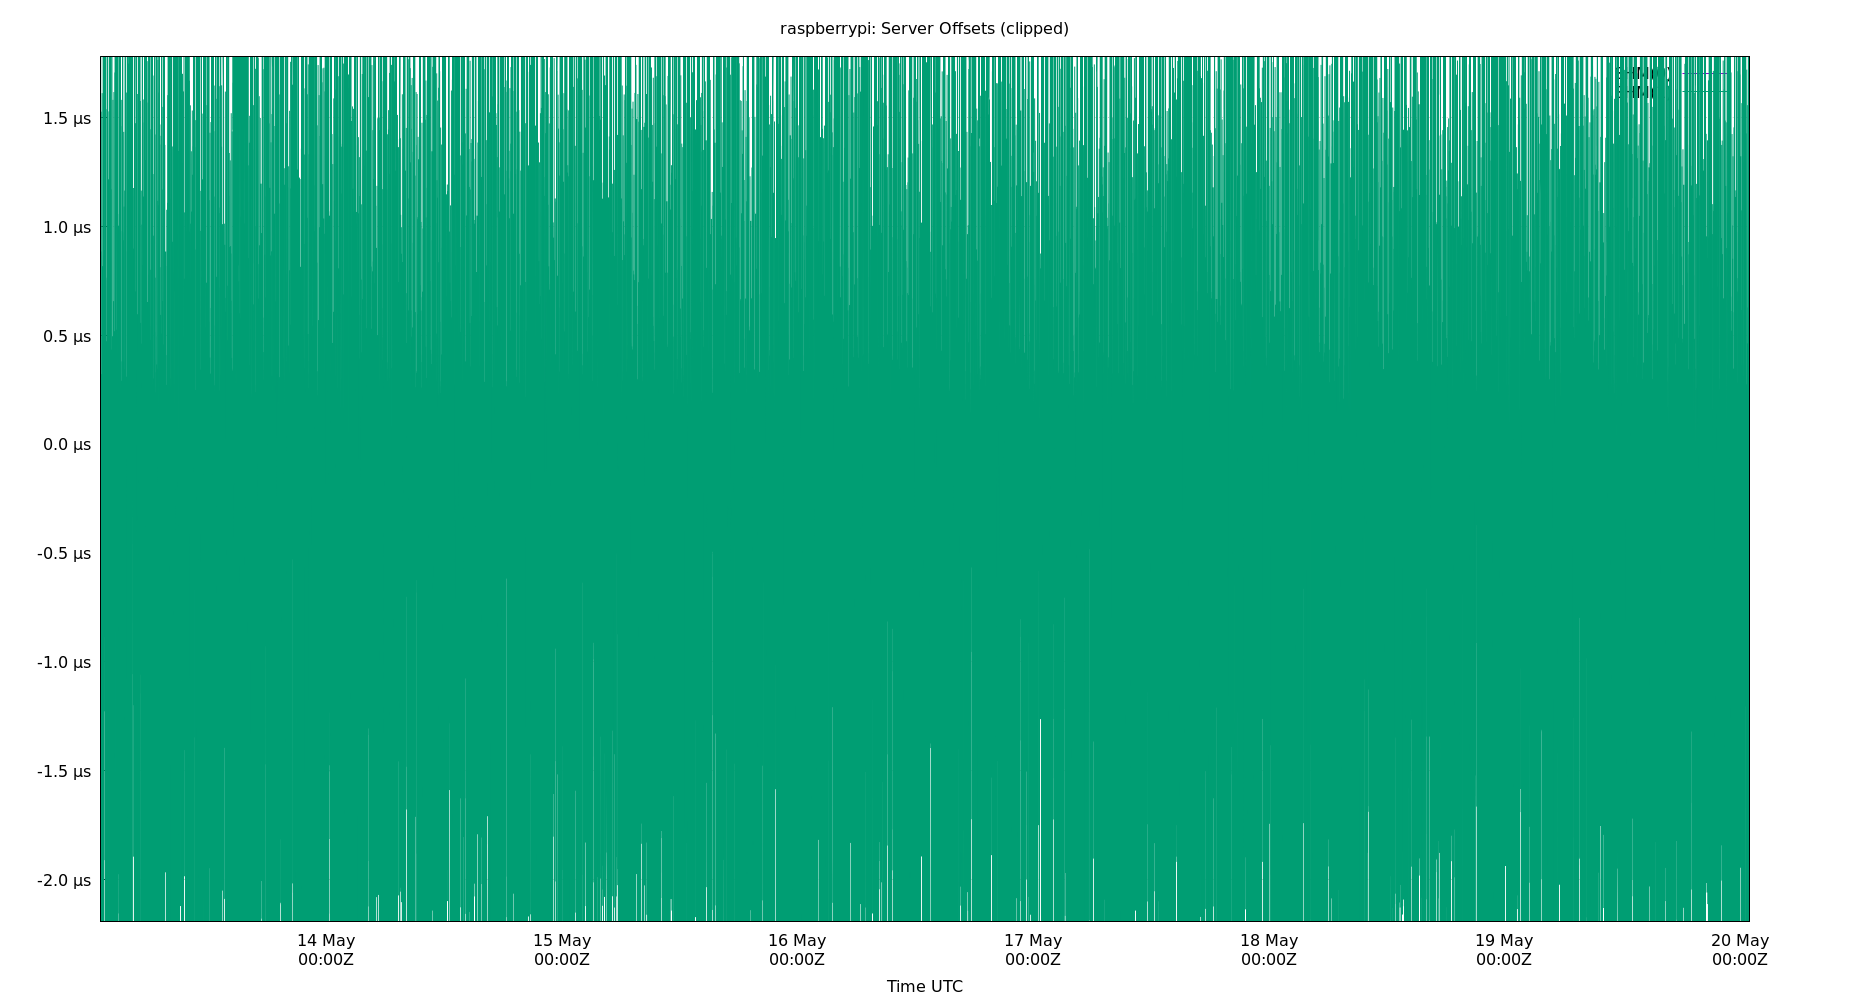 raspberrypi: Server Offsets (clipped)
1.5 µs
1.0 µs
0.5 µs
0.0 µs
-0.5 µs
-1.0 µs
-1.5 µs
-2.0 µs
14 May 15 May 16 May 17 May 18 May 19 May 20 May
00:00Z 00:00Z 00:00Z 00:00Z 00:00Z 00:00Z 00:00Z
Time UTC